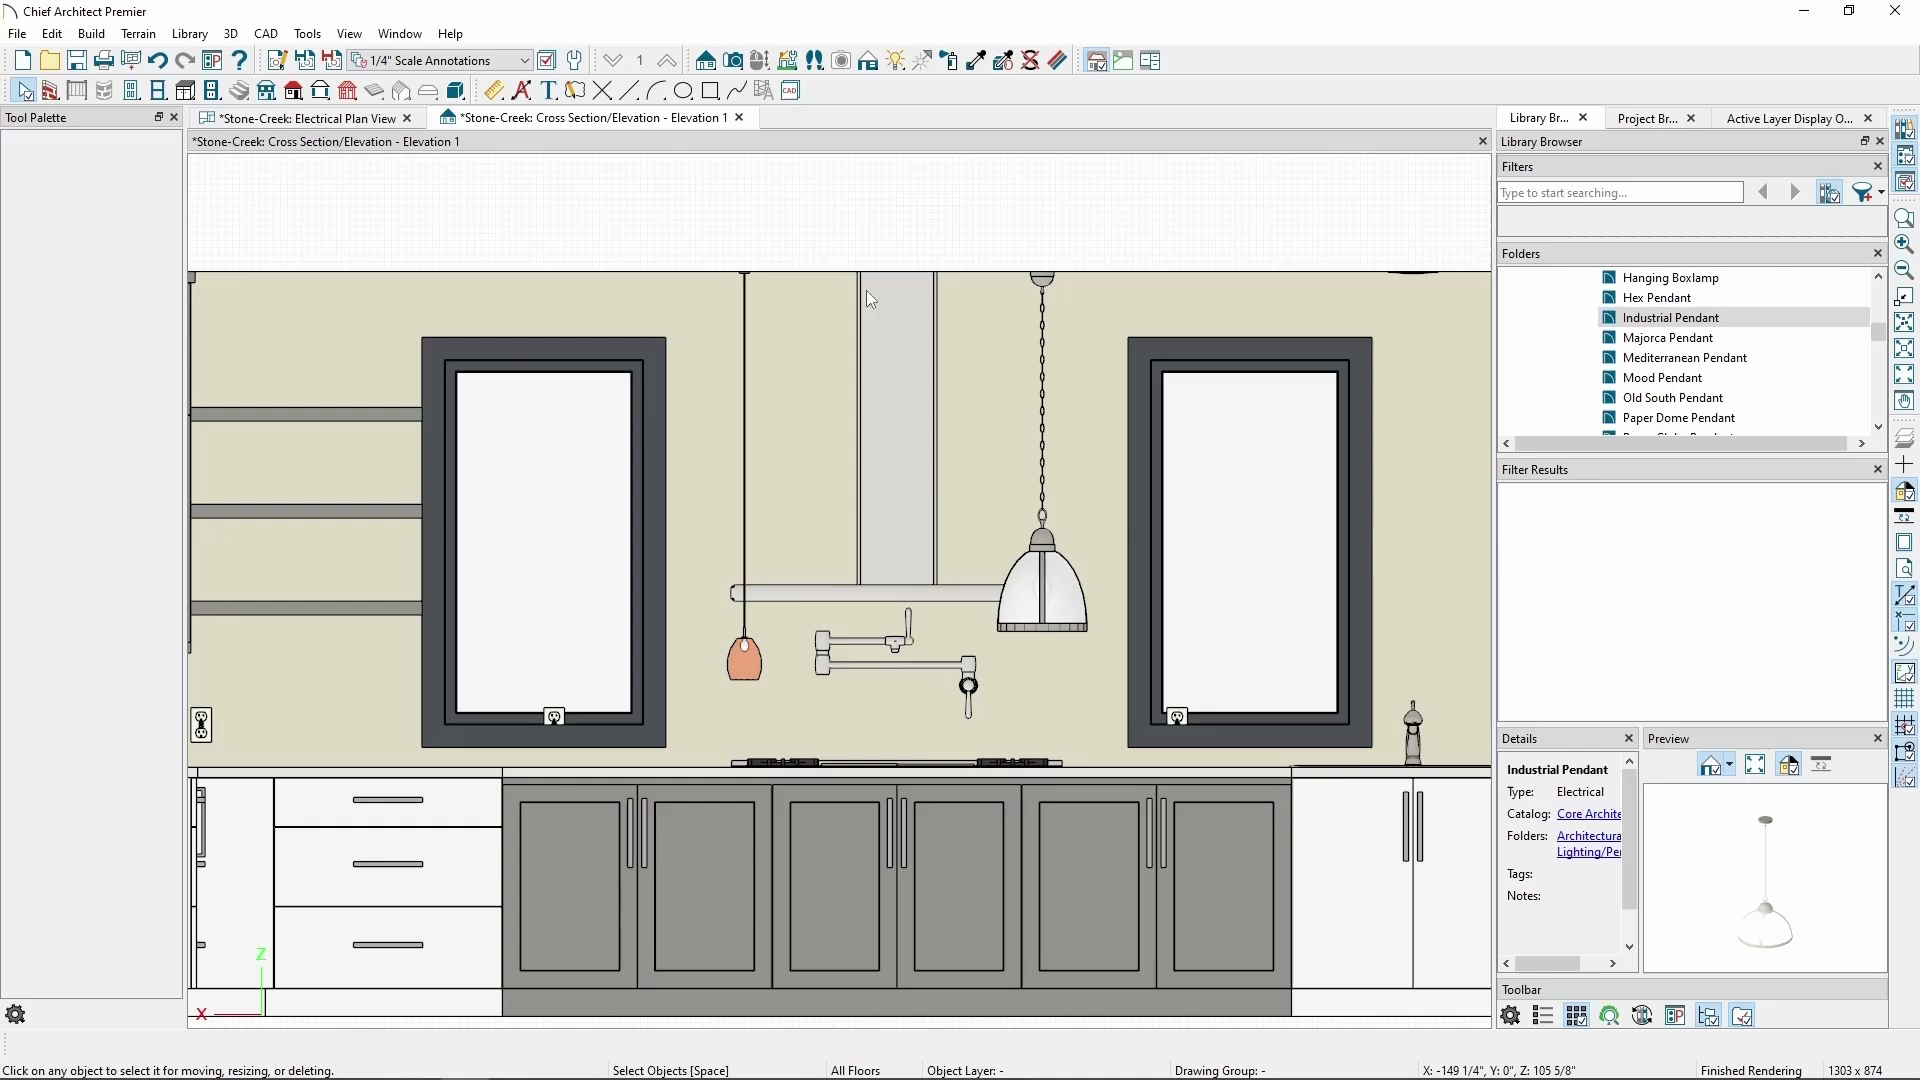 Chief Architect Premier
File Edit Build Terrain Library 3D CAD Tools View Window Help
1/4" Scale Annotations
1
Tool Palette
*Stone-Creek: Electrical Plan View
*Stone-Creek: Cross Section/Elevation - Elevation 1
*Stone-Creek: Cross Section/Elevation - Elevation 1
Library Br...
Project Br...
Active Layer Display O...
Library Browser
Filters
Type to start searching...
Folders
Hanging Boxlamp
Hex Pendant
Industrial Pendant
Majorca Pendant
Mediterranean Pendant
Mood Pendant
Old South Pendant
Paper Dome Pendant
Filter Results
Details
Industrial Pendant
Type: Electrical
Catalog: Core Archite
Folders: Architectura
Lighting/Pe
Tags:
Notes:
Preview
Toolbar
Z
X
Click on any object to select it for moving, resizing, or deleting.
Select Objects [Space]
All Floors
Object Layer: -
Drawing Group: -
X: -149 1/4", Y: 0", Z: 105 5/8"
Finished Rendering
1303 x 874